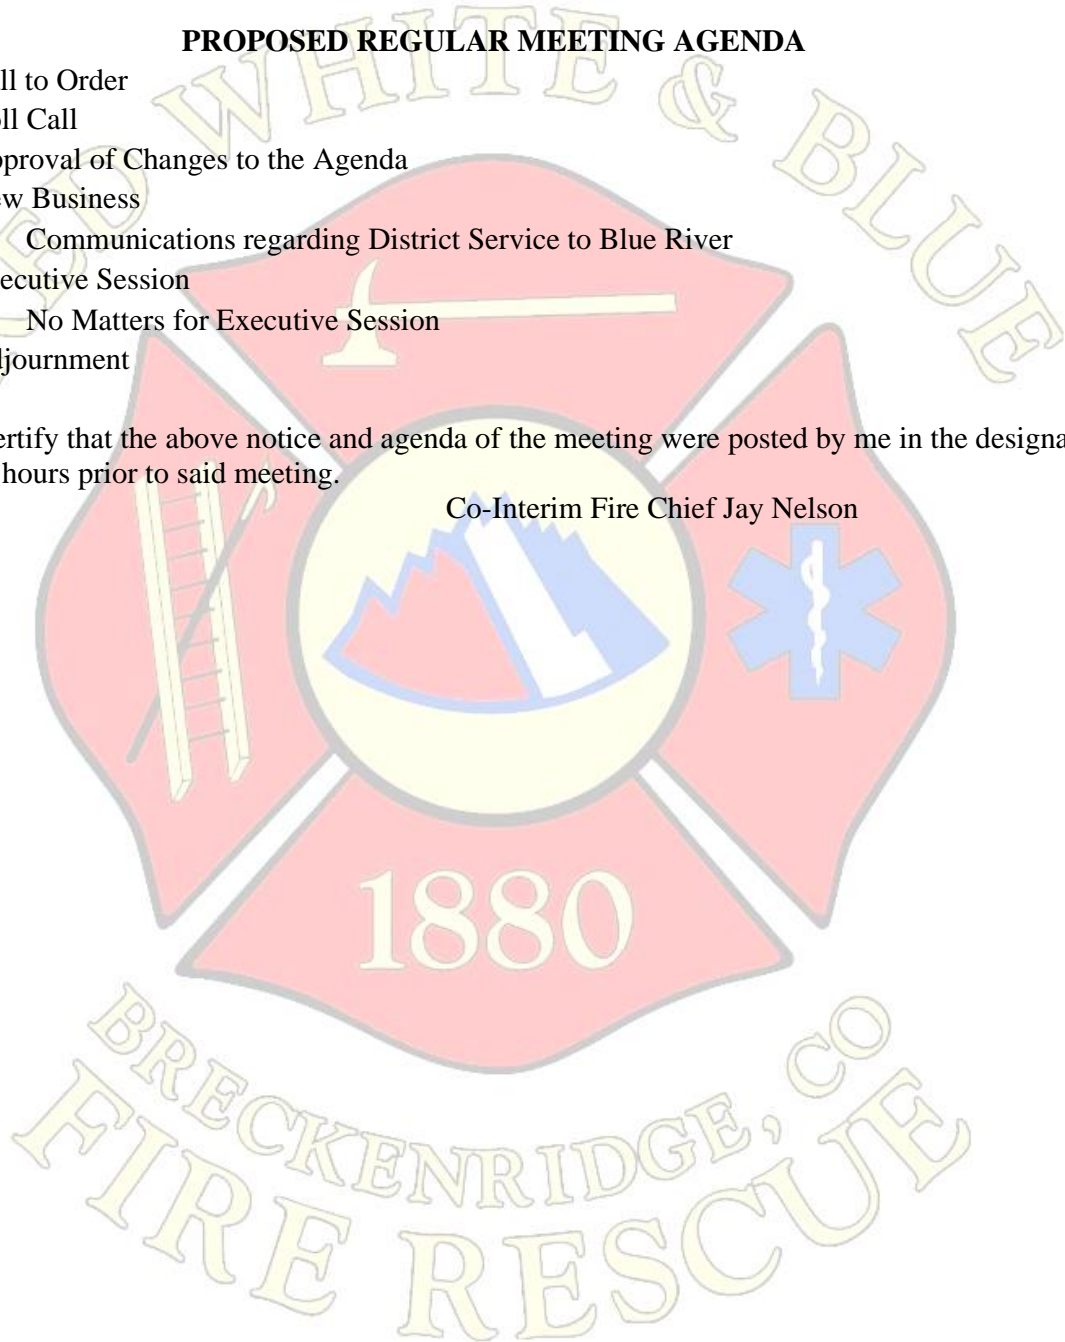 PROPOSED REGULAR MEETING AGENDA
ll to Order
ll Call
proval of Changes to the Agenda
w Business
Communications regarding District Service to Blue River
ecutive Session
No Matters for Executive Session
journment
ertify that the above notice and agenda of the meeting were posted by me in the designa
hours prior to said meeting.
Co-Interim Fire Chief Jay Nelson
RED WHITE & BLUE
1880
BRECKENRIDGE, CO
FIRE RESCUE